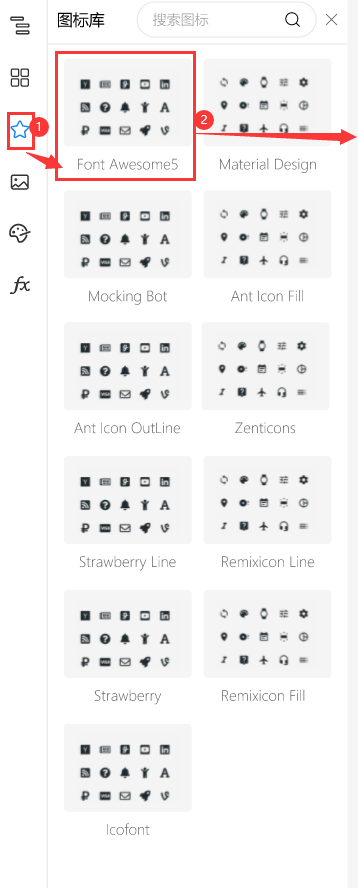 图标库
搜索图标
1
2
Font Awesome5
Material Design
Mocking Bot
Ant Icon Fill
Ant Icon OutLine
Zenticons
Strawberry Line
Remixicon Line
Strawberry
Remixicon Fill
Icofont
fx